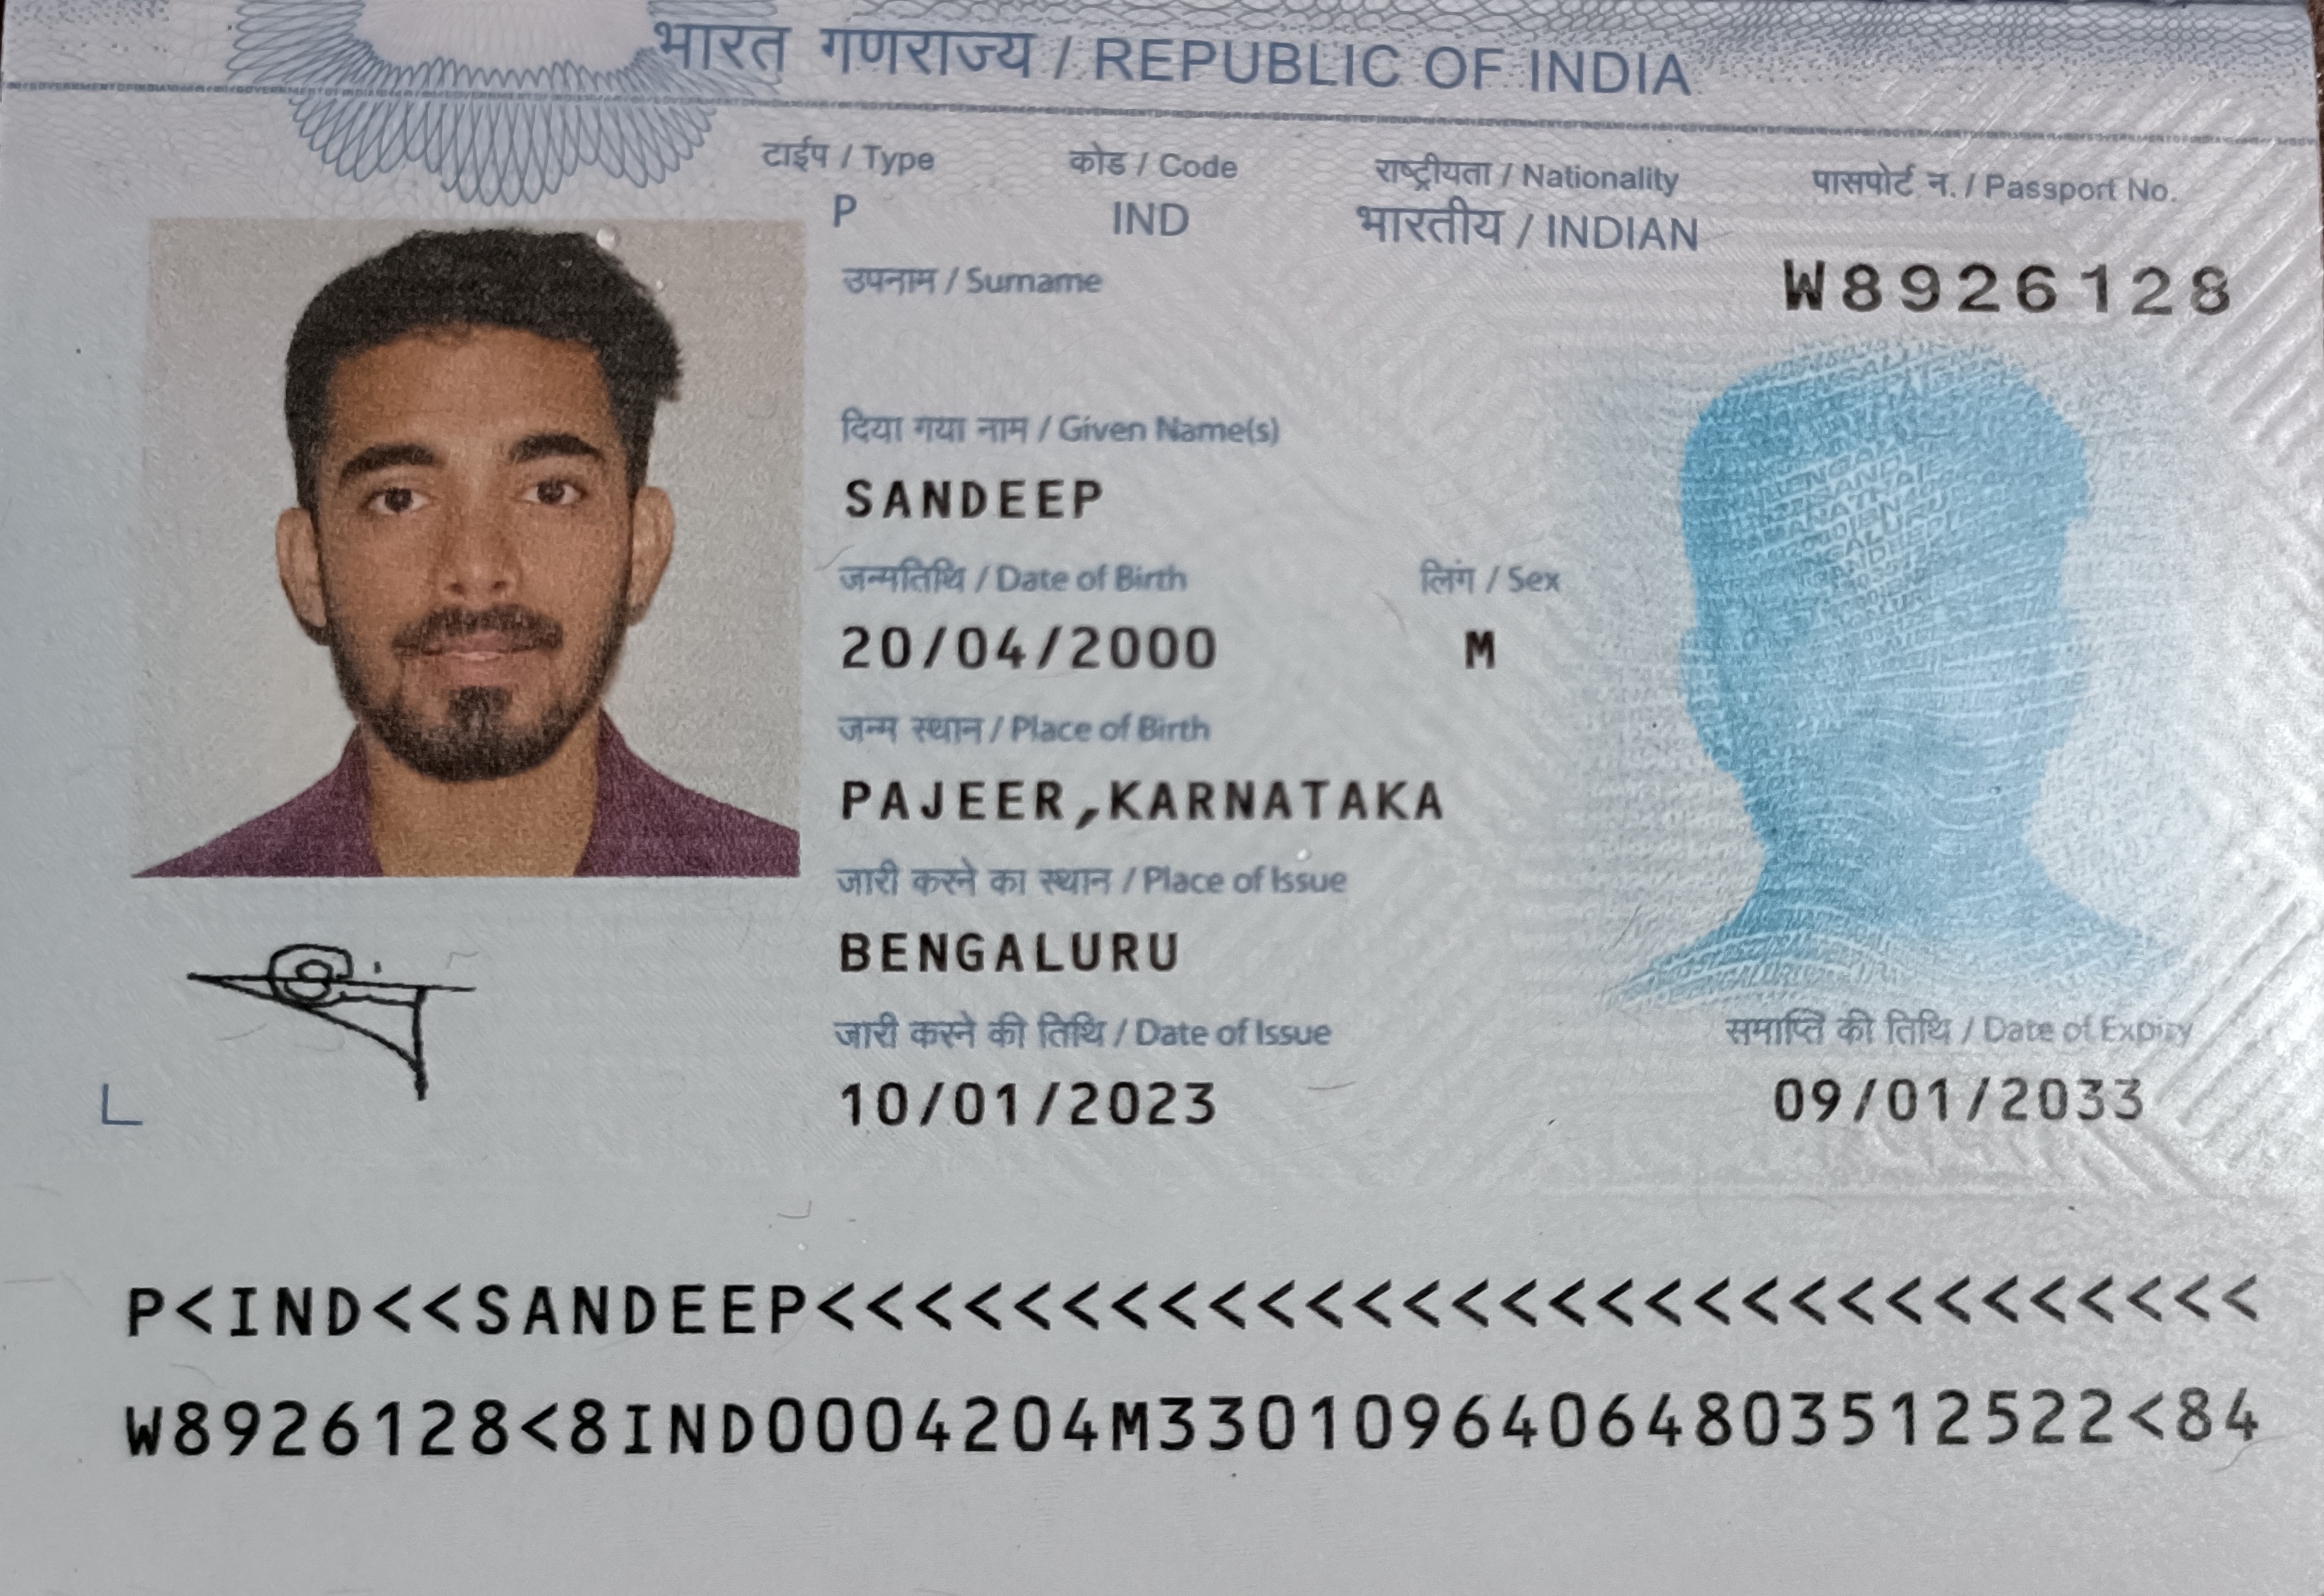 भारत गणराज्य / REPUBLIC OF INDIA
टाईप / Type कोड / Code राष्ट्रीयता / Nationality पासपोर्ट न. / Passport No.
P IND भारतीय / INDIAN W8926128
उपनाम / Surname
दिया गया नाम / Given Name(s)
SANDEEP
जन्मतिथि / Date of Birth लिंग / Sex
20/04/2000 M
जन्म स्थान / Place of Birth
PAJEER,KARNATAKA
जारी करने का स्थान / Place of Issue
BENGALURU
जारी करने की तिथि / Date of Issue समाप्ति की तिथि / Date of Expiry
10/01/2023 09/01/2033
P<IND<<SANDEEP<<<<<<<<<<<<<<<<<<<<<<<<<<<<<<
W8926128<8IND0004204M3301096406480351​2522<84